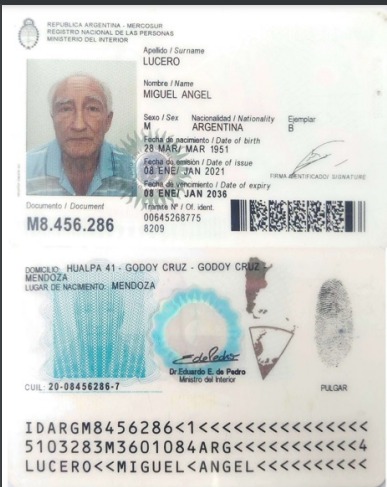 REPUBLICA ARGENTINA - MERCOSUR
REGISTRO NACIONAL DE LAS PERSONAS
MINISTERIO DEL INTERIOR
Apellido / Surname
LUCERO
Nombre / Name
MIGUEL ANGEL
Sexo / Sex Nacionalidad / Nationality Ejemplar
M ARGENTINA B
Fecha de nacimiento / Date of birth
28 MAR/ MAR 1951
Fecha de emisión / Date of issue
08 ENE/ JAN 2021
FIRMA IDENTIFICADO/ SIGNATURE
Fecha de vencimiento / Date of expiry
08 ENE/ JAN 2036
Documento / Document Trámite Nº / Of. ident.
M8.456.286 00645268775
8209
DOMICILIO: HUALPA 41 - GODOY CRUZ - GODOY CRUZ -
MENDOZA
LUGAR DE NACIMIENTO: MENDOZA
Dr. Eduardo E. de Pedro
Ministro del Interior
CUIL: 20-08456286-7
PULGAR
IDARGM8456286<1<<<<<<<<<<<<<<<
5103283M3601084ARG<<<<<<<<<<<4
LUCERO<<MIGUEL<ANGEL<<<<<<<<<<